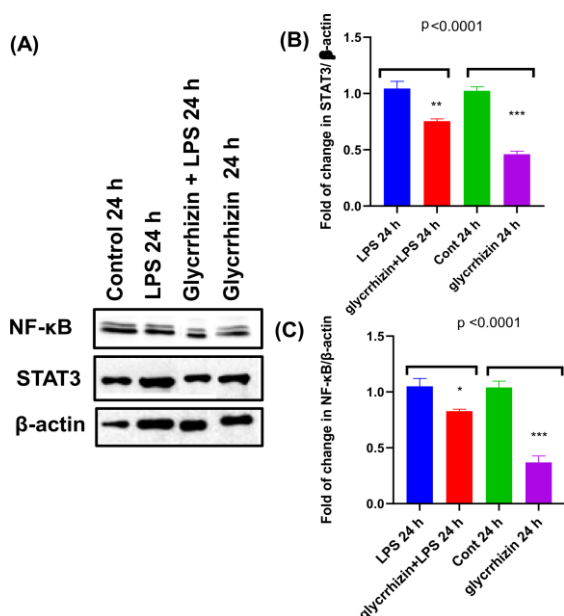 (A)
Control 24 h
LPS 24 h
Glycrrhizin + LPS 24 h
Glycrrhizin 24 h
NF-κB
STAT3
β-actin
(B)
p<0.0001
Fold of change in STAT3/ β-actin
1.5
1.0
0.5
0.0
**
***
LPS 24 h
glycrrhizin+LPS 24 h
Cont 24 h
glycrrhizin 24 h
(C)
p <0.0001
Fold of change in NF-κB/β-actin
1.5
1.0
0.5
0.0
*
***
LPS 24 h
glycrrhizin+LPS 24 h
Cont 24 h
glycrrhizin 24 h